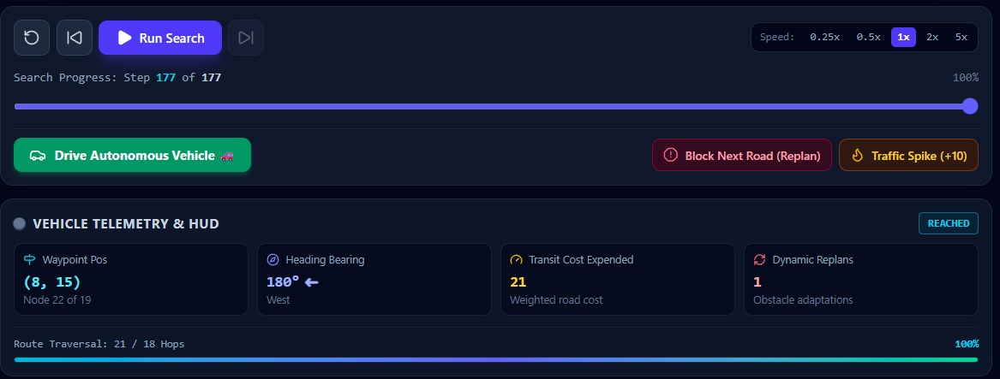 Run Search
Speed: 0.25x 0.5x 1x 2x 5x
Search Progress: Step 177 of 177
100%
Drive Autonomous Vehicle
Block Next Road (Replan)
Traffic Spike (+10)
VEHICLE TELEMETRY & HUD
REACHED
Waypoint Pos
(8, 15)
Node 22 of 19
Heading Bearing
180° ←
West
Transit Cost Expended
21
Weighted road cost
Dynamic Replans
1
Obstacle adaptations
Route Traversal: 21 / 18 Hops
100%